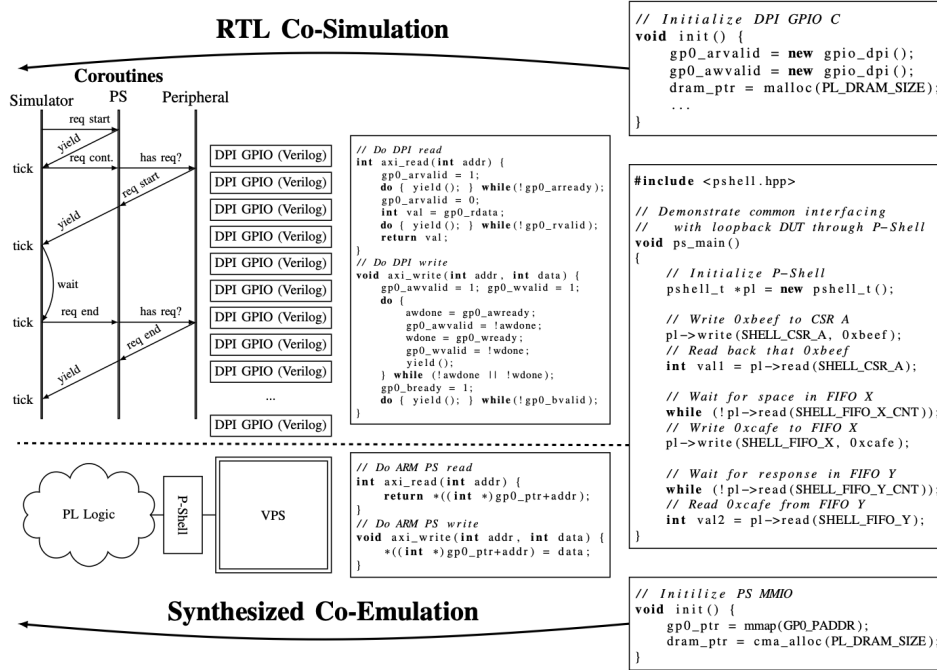 RTL Co-Simulation
// Initialize DPI GPIO C
void init() {
gp0_arvalid = new gpio_dpi();
gp0_awvalid = new gpio_dpi();
dram_ptr = malloc(PL_DRAM_SIZE);
...
}
Coroutines
Simulator PS Peripheral
req start
yield
tick req cont. has req?
req start
yield
tick
wait
tick req end has req?
req end
yield
tick
DPI GPIO (Verilog)
DPI GPIO (Verilog)
DPI GPIO (Verilog)
DPI GPIO (Verilog)
DPI GPIO (Verilog)
DPI GPIO (Verilog)
DPI GPIO (Verilog)
DPI GPIO (Verilog)
DPI GPIO (Verilog)
...
DPI GPIO (Verilog)
// Do DPI read
int axi_read(int addr) {
gp0_arvalid = 1;
do { yield(); } while(!gp0_arready);
gp0_arvalid = 0;
int val = gp0_rdata;
do { yield(); } while(!gp0_rvalid);
return val;
}
// Do DPI write
void axi_write(int addr, int data) {
gp0_awvalid = 1; gp0_wvalid = 1;
do {
awdone = gp0_awready;
gp0_awvalid = !awdone;
wdone = gp0_wready;
gp0_wvalid = !wdone;
yield();
} while (!awdone || !wdone);
gp0_bready = 1;
do { yield(); } while(!gp0_bvalid);
}
#include <pshell.hpp>
// Demonstrate common interfacing
// with loopback DUT through P-Shell
void ps_main()
{
// Initialize P-Shell
pshell_t *pl = new pshell_t();
// Write 0xbeef to CSR A
pl->write(SHELL_CSR_A, 0xbeef);
// Read back that 0xbeef
int val1 = pl->read(SHELL_CSR_A);
// Wait for space in FIFO X
while (!pl->read(SHELL_FIFO_X_CNT));
// Write 0xcafe to FIFO X
pl->write(SHELL_FIFO_X, 0xcafe);
// Wait for response in FIFO Y
while (!pl->read(SHELL_FIFO_Y_CNT));
// Read 0xcafe from FIFO Y
int val2 = pl->read(SHELL_FIFO_Y);
}
PL Logic
P-Shell
VPS
// Do ARM PS read
int axi_read(int addr) {
return *((int *)gp0_ptr+addr);
}
// Do ARM PS write
void axi_write(int addr, int data) {
*((int *)gp0_ptr+addr) = data;
}
Synthesized Co-Emulation
// Initilize PS MMIO
void init() {
gp0_ptr = mmap(GP0_PADDR);
dram_ptr = cma_alloc(PL_DRAM_SIZE);
}